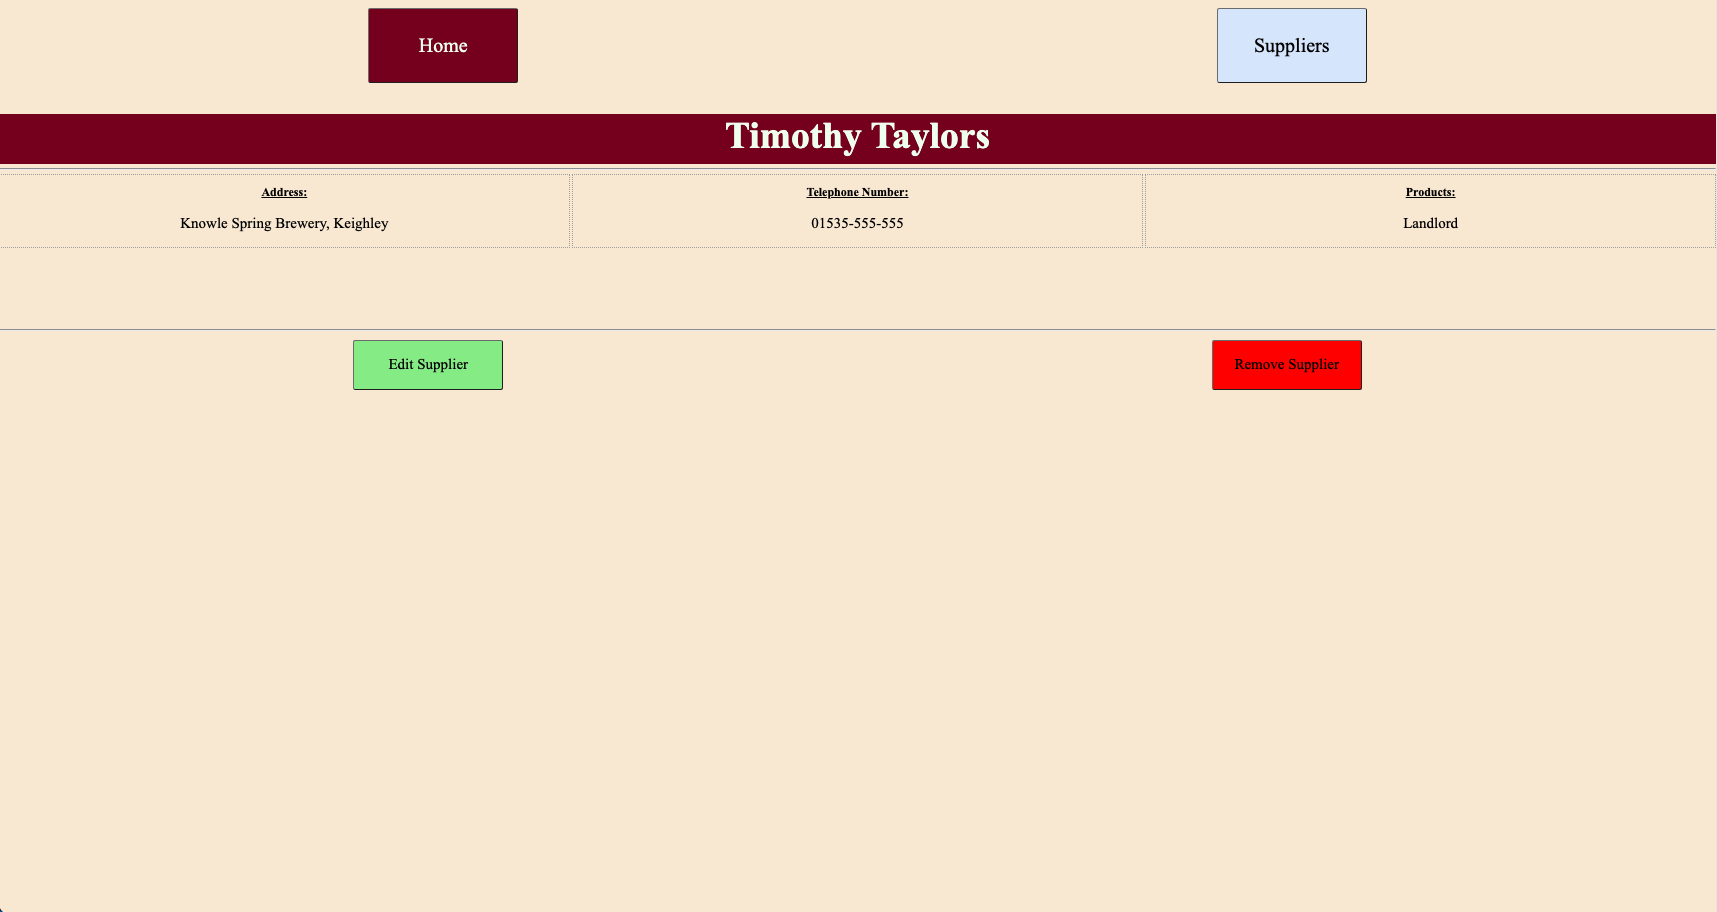 Home
Suppliers
Timothy Taylors
Address:
Telephone Number:
Products:
Knowle Spring Brewery, Keighley
01535-555-555
Landlord
Edit Supplier
Remove Supplier